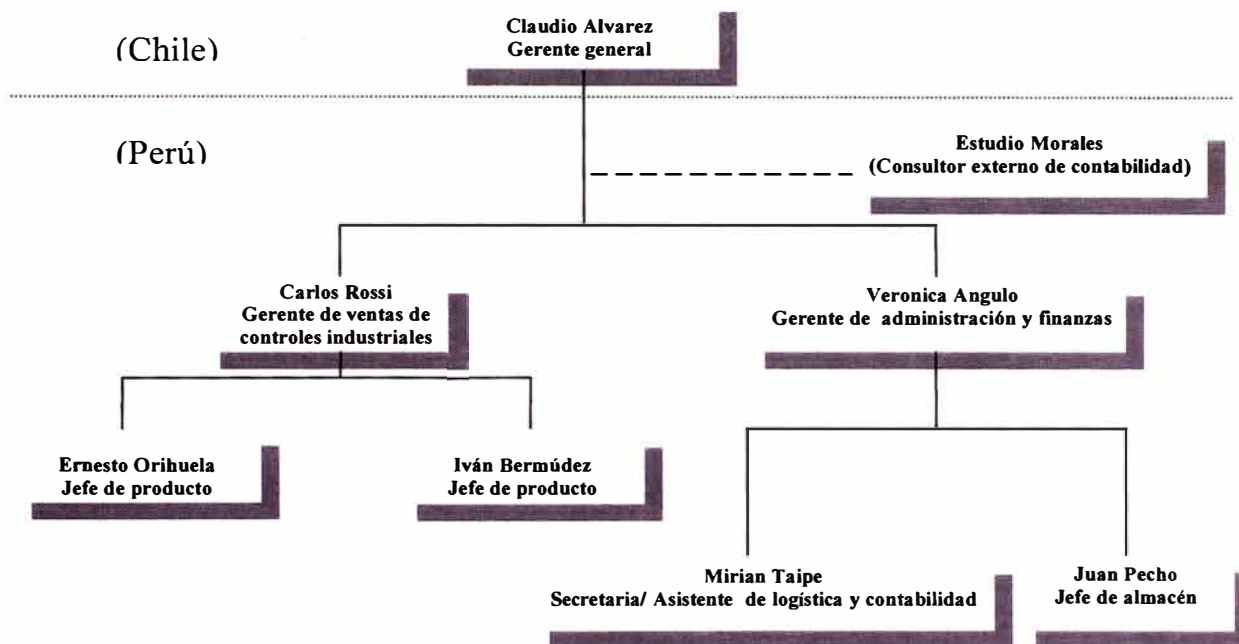 (Chile)
Claudio Alvarez
Gerente general
(Perú)
Estudio Morales
(Consultor externo de contabilidad)
Carlos Rossi
Gerente de ventas de
controles industriales
Veronica Angulo
Gerente de administración y finanzas
Ernesto Orihuela
Jefe de producto
Iván Bermúdez
Jefe de producto
Mirian Taipe
Secretaria/ Asistente de logística y contabilidad
Juan Pecho
Jefe de almacén